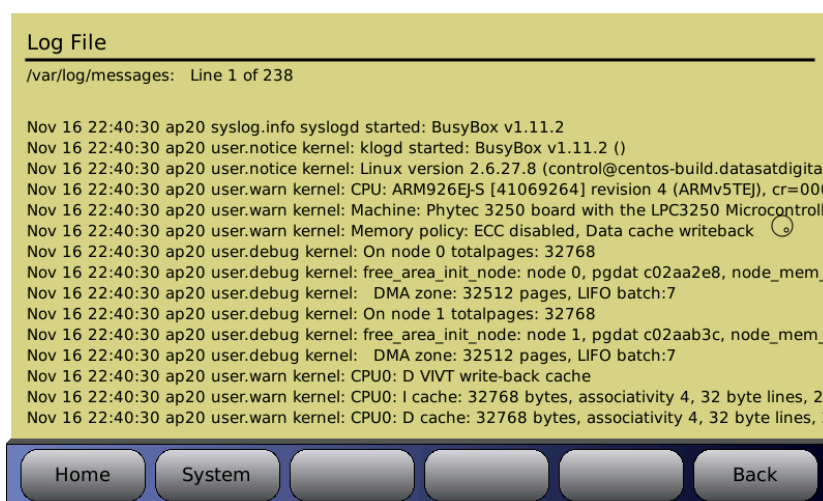 Log File
/var/log/messages: Line 1 of 238
Nov 16 22:40:30 ap20 syslog.info syslogd started: BusyBox v1.11.2
Nov 16 22:40:30 ap20 user.notice kernel: klogd started: BusyBox v1.11.2 ()
Nov 16 22:40:30 ap20 user.notice kernel: Linux version 2.6.27.8 (control@centos-build.datasatdigita
Nov 16 22:40:30 ap20 user.warn kernel: CPU: ARM926EJ-S [41069264] revision 4 (ARMv5TEJ), cr=00
Nov 16 22:40:30 ap20 user.warn kernel: Machine: Phytec 3250 board with the LPC3250 Microcontroll
Nov 16 22:40:30 ap20 user.warn kernel: Memory policy: ECC disabled, Data cache writeback
Nov 16 22:40:30 ap20 user.debug kernel: On node 0 totalpages: 32768
Nov 16 22:40:30 ap20 user.debug kernel: free_area_init_node: node 0, pgdat c02aa2e8, node_mem_
Nov 16 22:40:30 ap20 user.debug kernel: DMA zone: 32512 pages, LIFO batch:7
Nov 16 22:40:30 ap20 user.debug kernel: On node 1 totalpages: 32768
Nov 16 22:40:30 ap20 user.debug kernel: free_area_init_node: node 1, pgdat c02aab3c, node_mem_
Nov 16 22:40:30 ap20 user.debug kernel: DMA zone: 32512 pages, LIFO batch:7
Nov 16 22:40:30 ap20 user.warn kernel: CPU0: D VIVT write-back cache
Nov 16 22:40:30 ap20 user.warn kernel: CPU0: I cache: 32768 bytes, associativity 4, 32 byte lines, 2
Nov 16 22:40:30 ap20 user.warn kernel: CPU0: D cache: 32768 bytes, associativity 4, 32 byte lines,
Home System Back